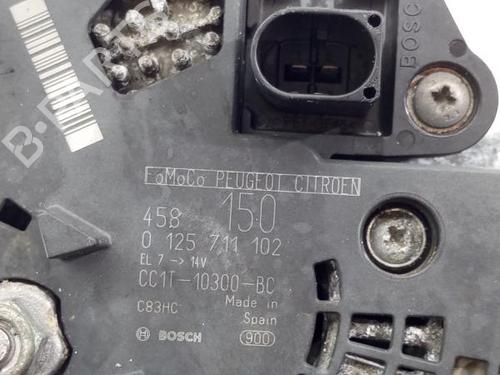 B-PARTS
BOSCH
FoMoCo PEUGEOT CITROEN
458 150
0 125 711 102
EL 7 -> 14V
CC1T-10300-BC
C83HC Made in
Spain
BOSCH 900